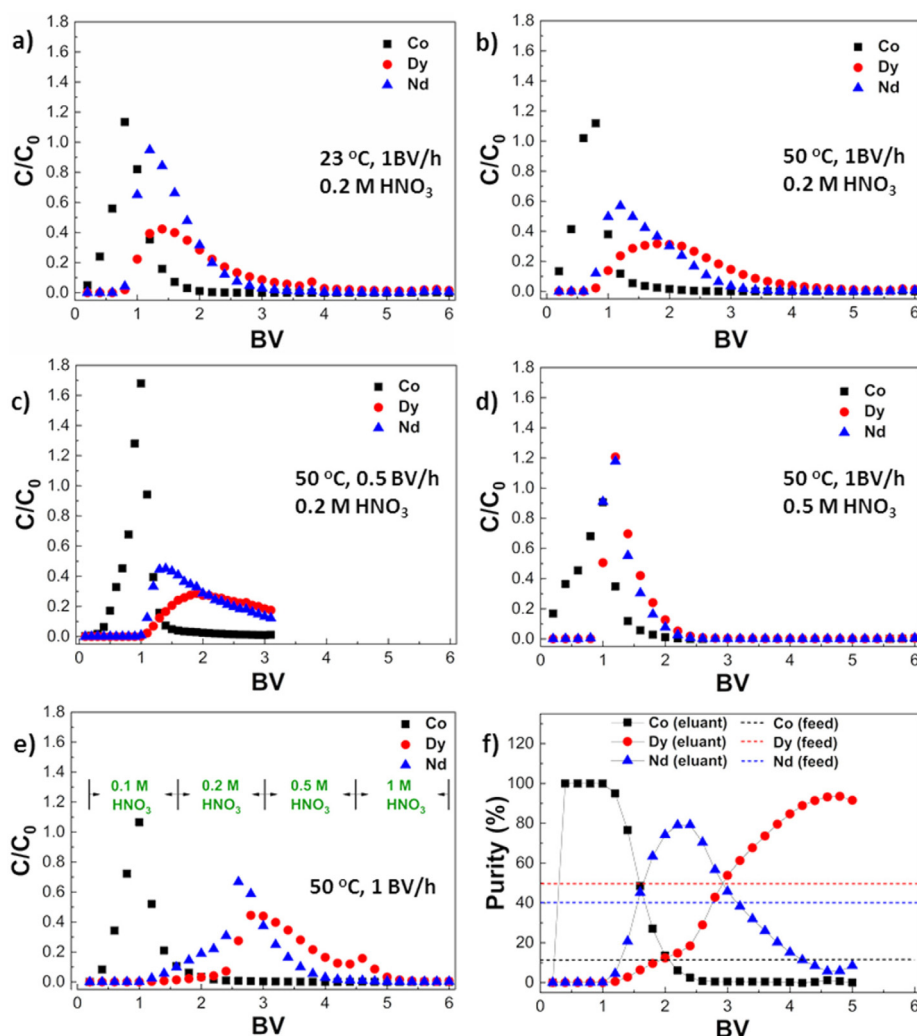 a)
1.8
1.6
1.4
1.2
1.0
0.8
0.6
0.4
0.2
0.0
C/C₀
Co
Dy
Nd
23 °C, 1BV/h
0.2 M HNO₃
0 1 2 3 4 5 6
BV
b)
1.8
1.6
1.4
1.2
1.0
0.8
0.6
0.4
0.2
0.0
C/C₀
Co
Dy
Nd
50 °C, 1BV/h
0.2 M HNO₃
0 1 2 3 4 5 6
BV
c)
1.8
1.6
1.4
1.2
1.0
0.8
0.6
0.4
0.2
0.0
C/C₀
Co
Dy
Nd
50 °C, 0.5 BV/h
0.2 M HNO₃
0 1 2 3 4 5 6
BV
d)
1.8
1.6
1.4
1.2
1.0
0.8
0.6
0.4
0.2
0.0
C/C₀
Co
Dy
Nd
50 °C, 1BV/h
0.5 M HNO₃
0 1 2 3 4 5 6
BV
e)
1.8
1.6
1.4
1.2
1.0
0.8
0.6
0.4
0.2
0.0
C/C₀
Co
Dy
Nd
0.1 M 0.2 M 0.5 M 1 M
HNO₃ HNO₃ HNO₃ HNO₃
50 °C, 1 BV/h
0 1 2 3 4 5 6
BV
f)
120
100
80
60
40
20
0
Purity (%)
Co (eluant) Co (feed)
Dy (eluant) Dy (feed)
Nd (eluant) Nd (feed)
0 1 2 3 4 5 6
BV